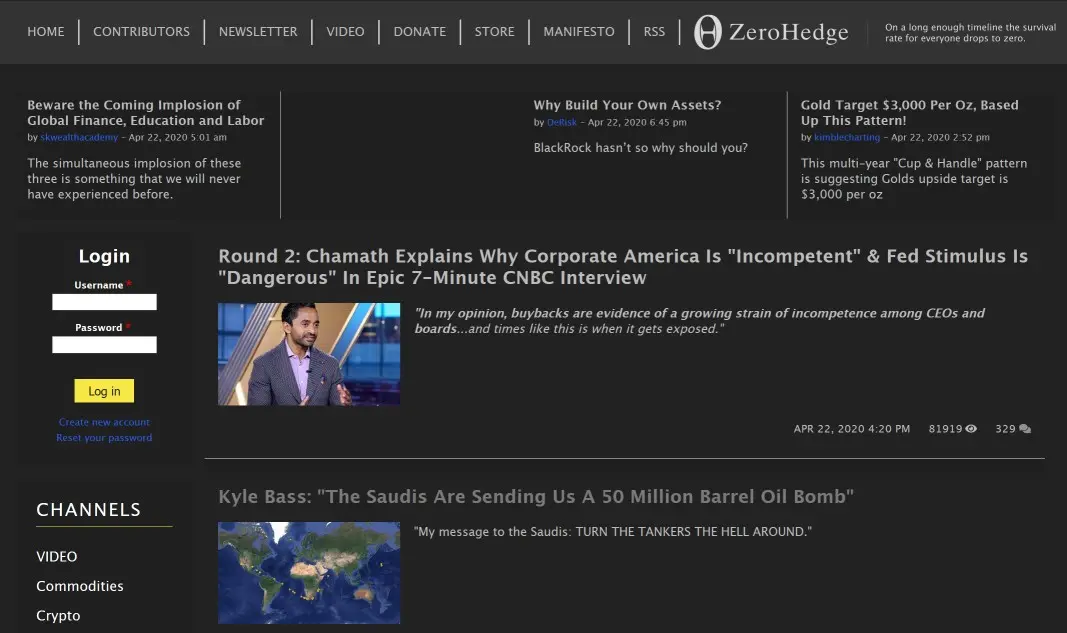 HOME
CONTRIBUTORS
NEWSLETTER
VIDEO
DONATE
STORE
MANIFESTO
RSS
ZeroHedge
On a long enough timeline the survival
rate for everyone drops to zero.
Beware the Coming Implosion of
Global Finance, Education and Labor
by skwealthacademy - Apr 22, 2020 5:01 am
The simultaneous implosion of these
three is something that we will never
have experienced before.
Why Build Your Own Assets?
by DeRisk - Apr 22, 2020 6:45 pm
BlackRock hasn't so why should you?
Gold Target $3,000 Per Oz, Based
Up This Pattern!
by kimblecharting - Apr 22, 2020 2:52 pm
This multi-year "Cup & Handle" pattern
is suggesting Golds upside target is
$3,000 per oz
Login
Username *
Password *
Log in
Create new account
Reset your password
CHANNELS
VIDEO
Commodities
Crypto
Round 2: Chamath Explains Why Corporate America Is "Incompetent" & Fed Stimulus Is
"Dangerous" In Epic 7-Minute CNBC Interview
"In my opinion, buybacks are evidence of a growing strain of incompetence among CEOs and
boards...and times like this is when it gets exposed."
APR 22, 2020 4:20 PM 81919 329
Kyle Bass: "The Saudis Are Sending Us A 50 Million Barrel Oil Bomb"
"My message to the Saudis: TURN THE TANKERS THE HELL AROUND."